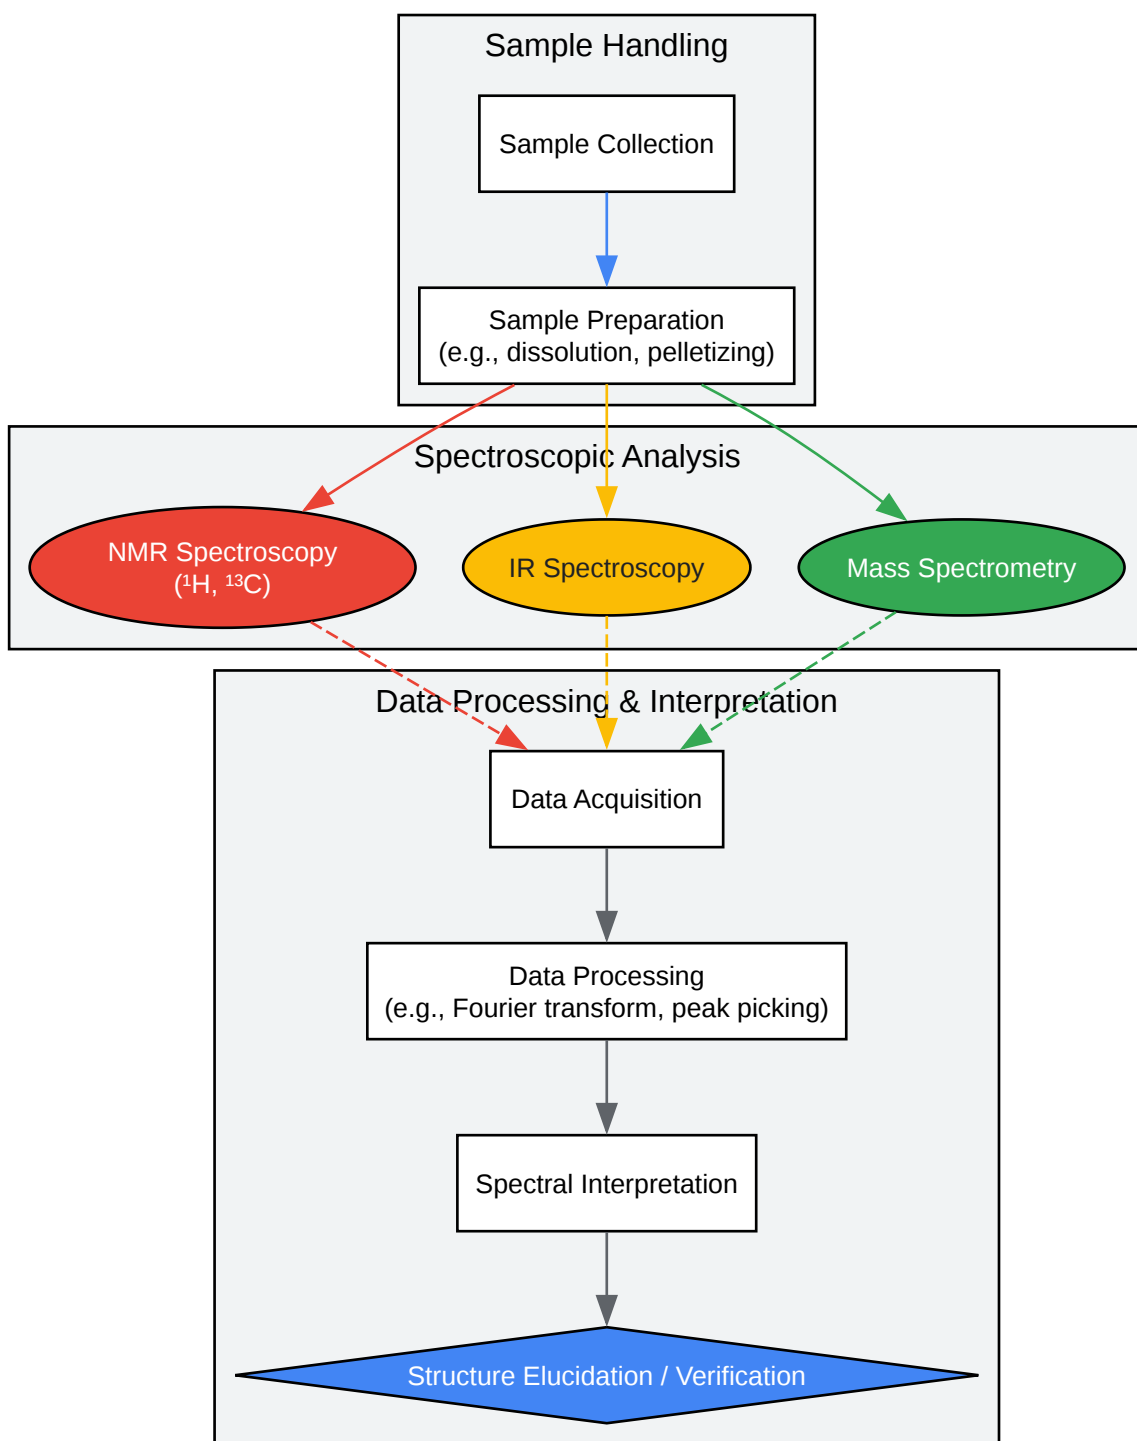 Sample Handling
Sample Collection
Sample Preparation
(e.g., dissolution, pelletizing)
Spectroscopic Analysis
NMR Spectroscopy
(¹H, ¹³C)
IR Spectroscopy
Mass Spectrometry
Data Processing & Interpretation
Data Acquisition
Data Processing
(e.g., Fourier transform, peak picking)
Spectral Interpretation
Structure Elucidation / Verification